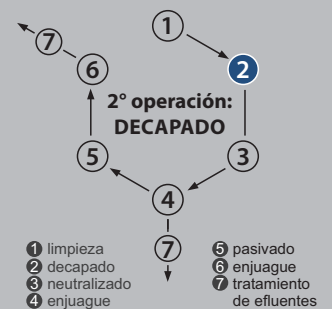 1
7
6
2
2° operación:
DECAPADO
5
3
4
7
1 limpieza
2 decapado
3 neutralizado
4 enjuague
5 pasivado
6 enjuague
7 tratamiento
de efluentes